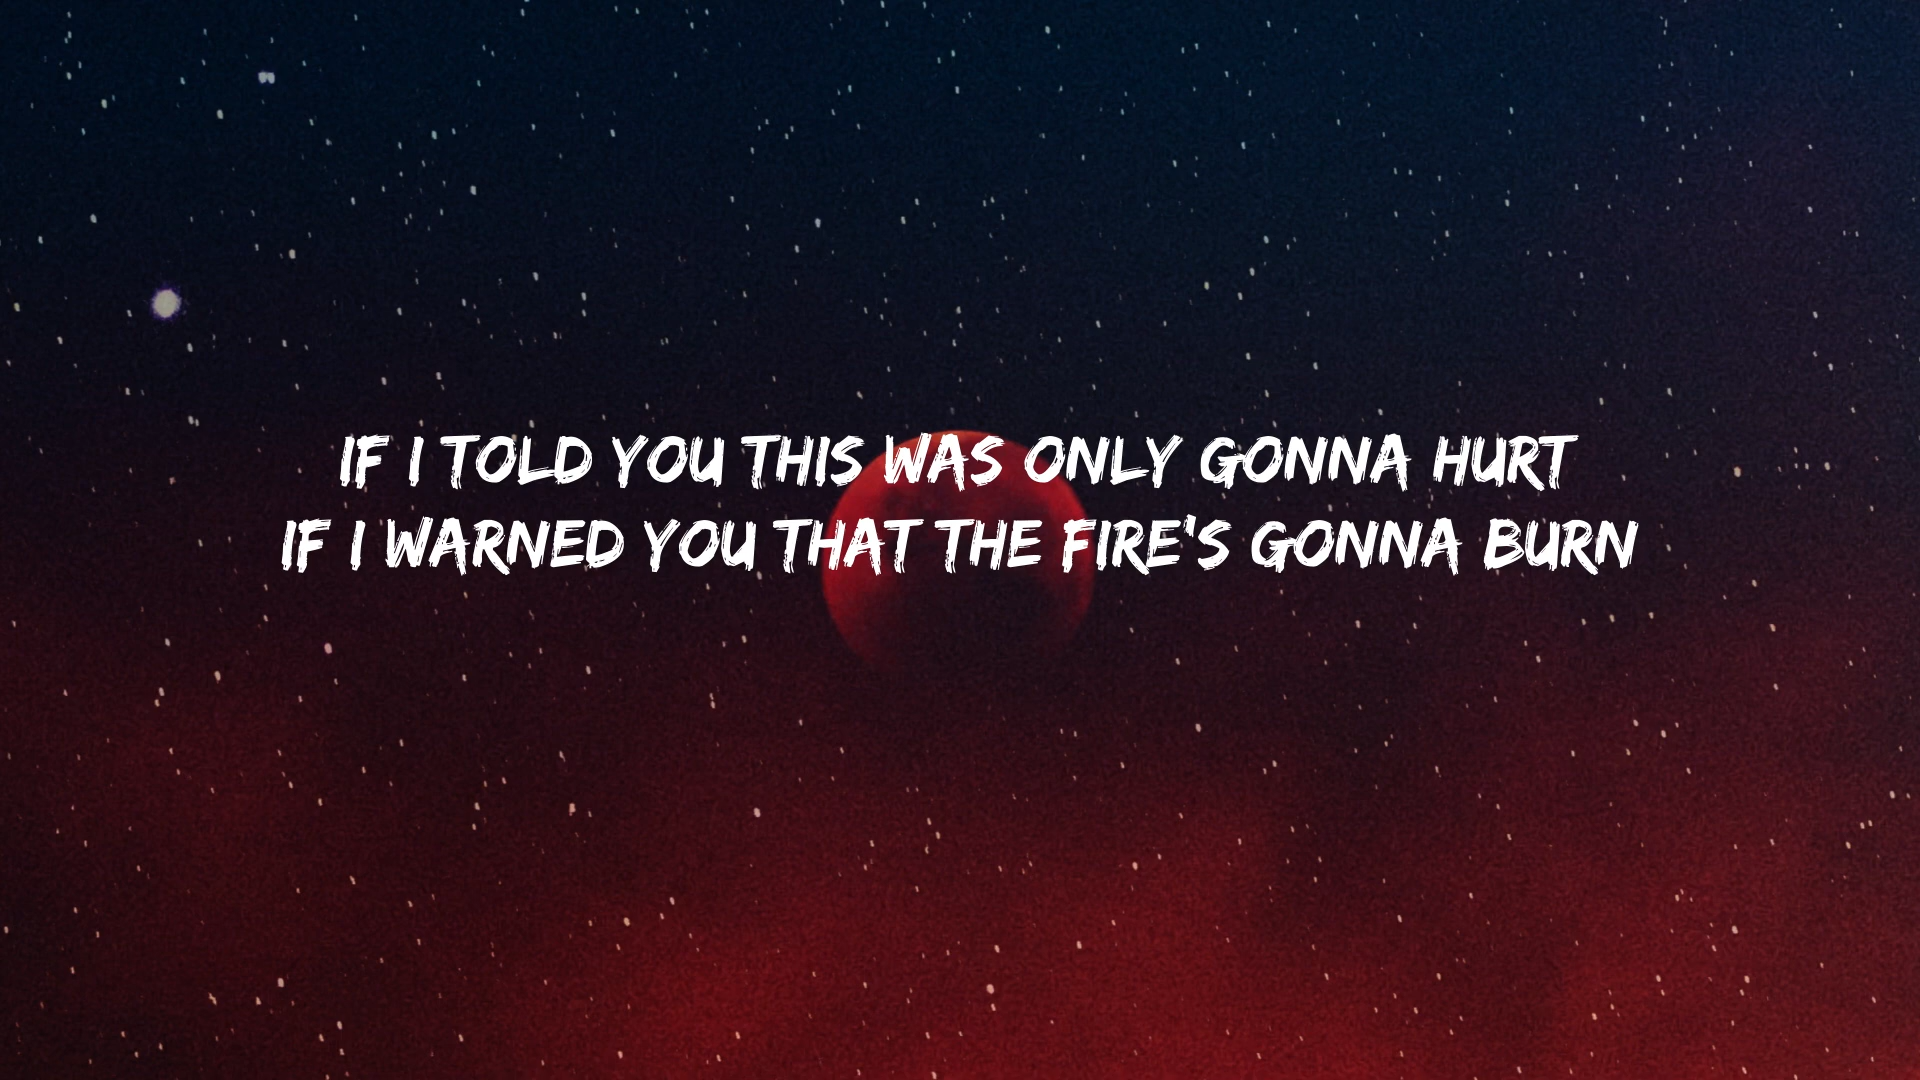 IF I TOLD YOU THIS WAS ONLY GONNA HURT
IF I WARNED YOU THAT THE FIRE'S GONNA BURN